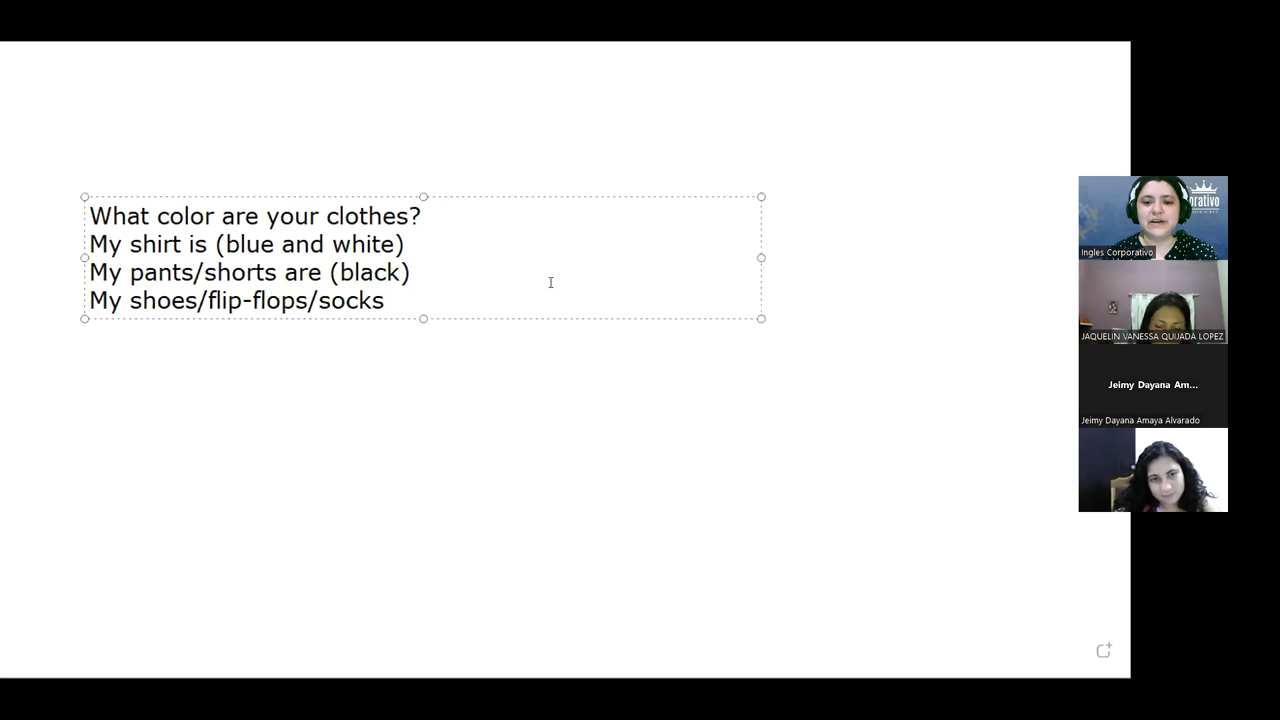 What color are your clothes?
My shirt is (blue and white)
My pants/shorts are (black)
My shoes/flip-flops/socks
orativo
Ingles Corporativo
JAQUELIN VANESSA QUIJADA LOPEZ
Jeimy Dayana Am...
Jeimy Dayana Amaya Alvarado